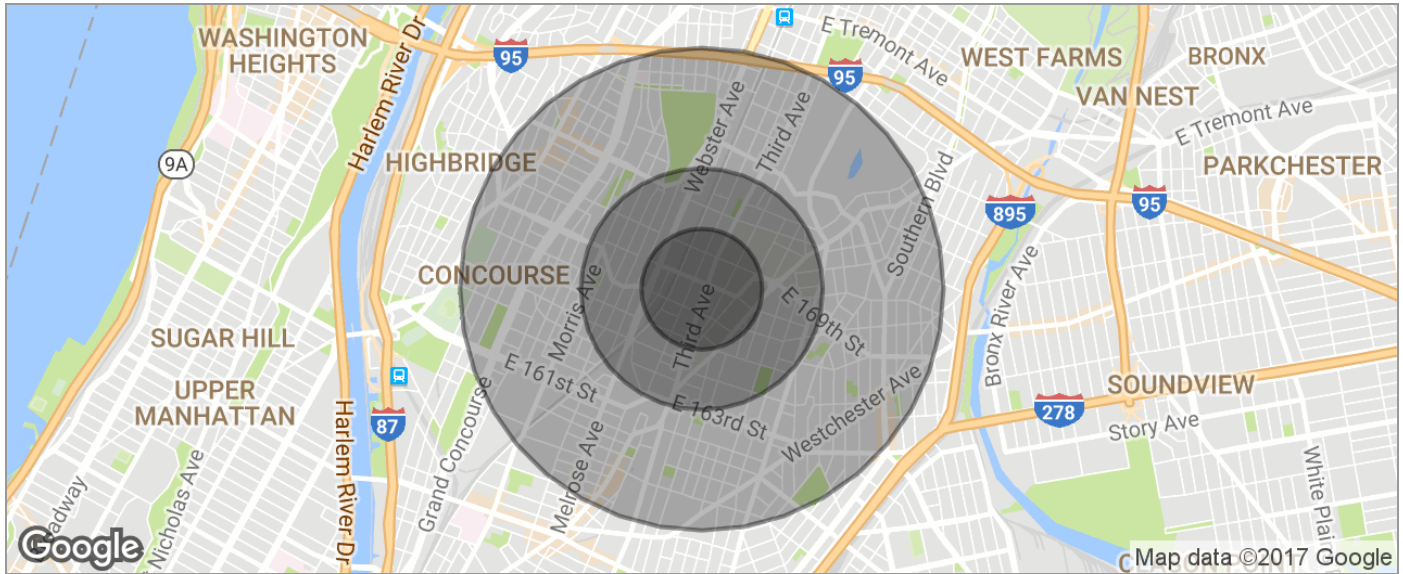 WASHINGTON
HEIGHTS
Harlem River Dr
95
E Tremont Ave
95
WEST FARMS
BRONX
VAN NEST
E Tremont Ave
9A
HIGHBRIDGE
Webster Ave
Third Ave
Southern Blvd
PARKCHESTER
895
95
CONCOURSE
Morris Ave
Third Ave
E 169th St
Bronx River Ave
SUGAR HILL
E 161st St
UPPER
MANHATTAN
87
Harlem River Dr
Grand Concourse
Melrose Ave
E 163rd St
Westchester Ave
SOUNDVIEW
278
Story Ave
White Plain
Nicholas Ave
Google
Map data ©2017 Google